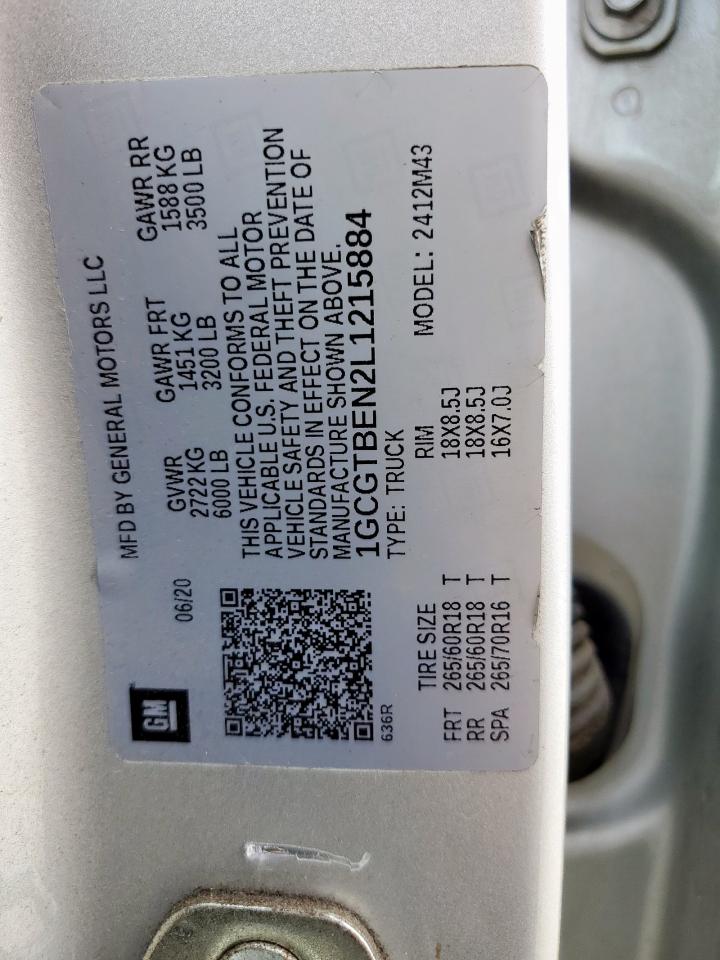 GM
06/20
MFD BY GENERAL MOTORS LLC
GVWR GAWR FRT GAWR RR
2722 KG 1451 KG 1588 KG
6000 LB 3200 LB 3500 LB
THIS VEHICLE CONFORMS TO ALL
APPLICABLE U.S. FEDERAL MOTOR
VEHICLE SAFETY AND THEFT PREVENTION
STANDARDS IN EFFECT ON THE DATE OF
MANUFACTURE SHOWN ABOVE.
1GCGTBEN2L1215884
636R
TYPE: TRUCK MODEL: 2412M43
TIRE SIZE RIM
FRT 265/60R18 T 18X8.5J
RR 265/60R18 T 18X8.5J
SPA 265/70R16 T 16X7.0J